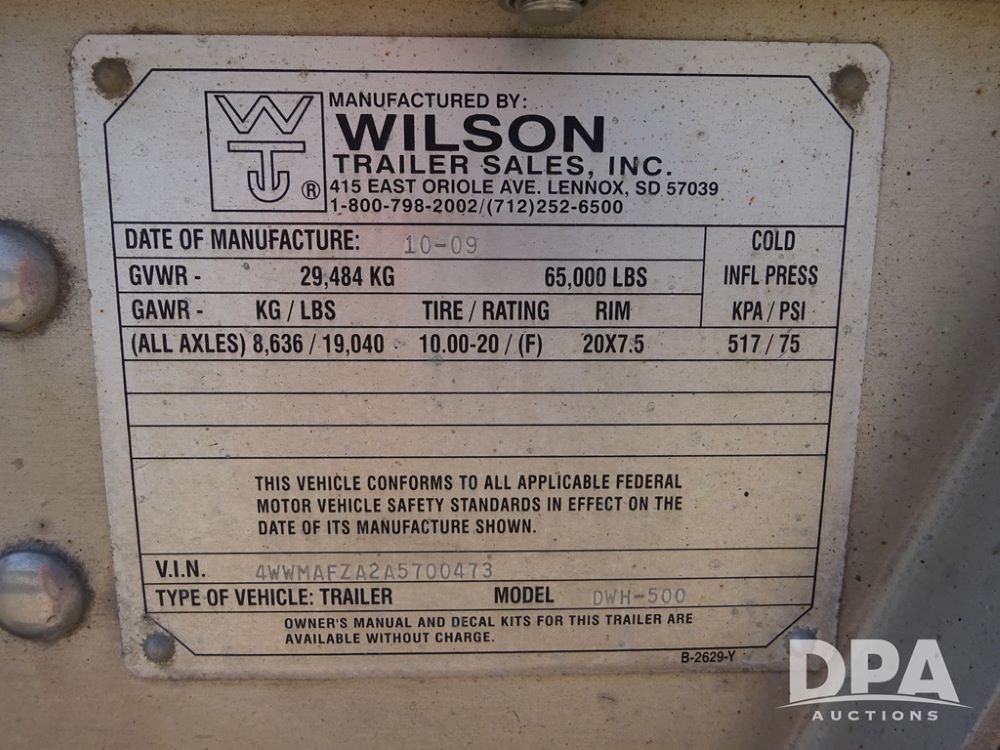 WTJ ®
MANUFACTURED BY:
WILSON
TRAILER SALES, INC.
415 EAST ORIOLE AVE. LENNOX, SD 57039
1-800-798-2002/(712)252-6500
DATE OF MANUFACTURE: 10-09 COLD
GVWR - 29,484 KG 65,000 LBS INFL PRESS
GAWR - KG / LBS TIRE / RATING RIM KPA / PSI
(ALL AXLES) 8,636 / 19,040 10.00-20 / (F) 20X7.5 517 / 75
THIS VEHICLE CONFORMS TO ALL APPLICABLE FEDERAL
MOTOR VEHICLE SAFETY STANDARDS IN EFFECT ON THE
DATE OF ITS MANUFACTURE SHOWN.
V.I.N. 4WWMAFZA2A5700473
TYPE OF VEHICLE: TRAILER MODEL DWH-500
OWNER'S MANUAL AND DECAL KITS FOR THIS TRAILER ARE
AVAILABLE WITHOUT CHARGE.
B-2629-Y
DPA
AUCTIONS